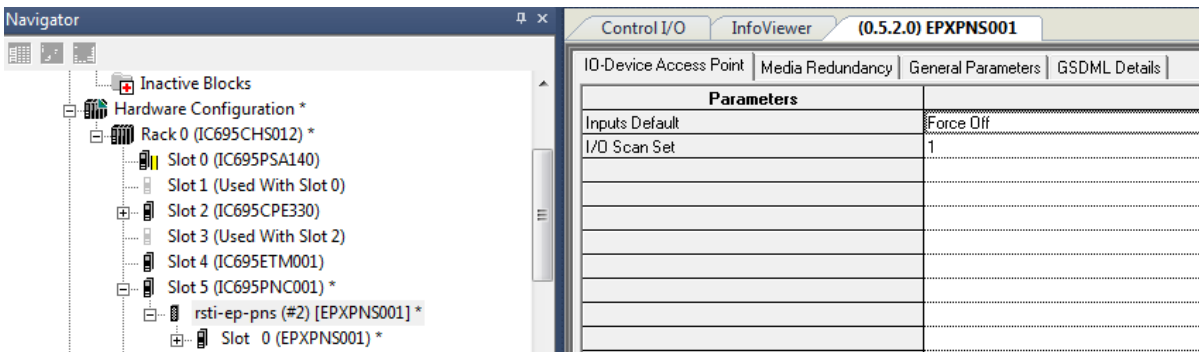 Navigator
Inactive Blocks
Hardware Configuration *
Rack 0 (IC695CHS012) *
Slot 0 (IC695PSA140)
Slot 1 (Used With Slot 0)
Slot 2 (IC695CPE330)
Slot 3 (Used With Slot 2)
Slot 4 (IC695ETM001)
Slot 5 (IC695PNC001) *
rsti-ep-pns (#2) [EPXPNS001] *
Slot 0 (EPXPNS001) *
Control I/O InfoViewer (0.5.2.0) EPXPNS001
IO-Device Access Point Media Redundancy General Parameters GSDML Details
Parameters
Inputs Default Force Off
I/O Scan Set 1